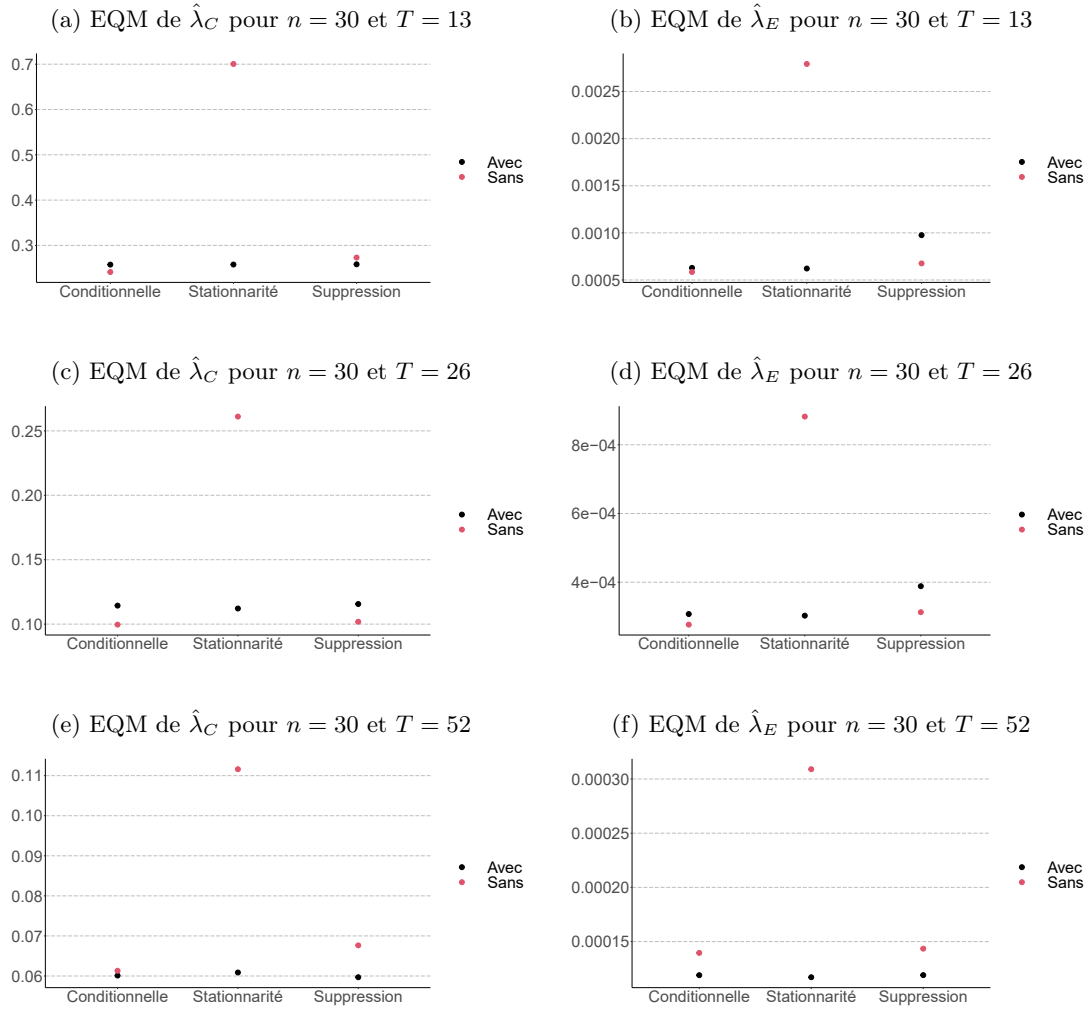 (a) EQM de λ̂_C pour n = 30 et T = 13
0.7
0.6
0.5
0.4
0.3
Conditionnelle Stationnarité Suppression
Avec
Sans
(b) EQM de λ̂_E pour n = 30 et T = 13
0.0025
0.0020
0.0015
0.0010
0.0005
Conditionnelle Stationnarité Suppression
Avec
Sans
(c) EQM de λ̂_C pour n = 30 et T = 26
0.25
0.20
0.15
0.10
Conditionnelle Stationnarité Suppression
Avec
Sans
(d) EQM de λ̂_E pour n = 30 et T = 26
8e−04
6e−04
4e−04
Conditionnelle Stationnarité Suppression
Avec
Sans
(e) EQM de λ̂_C pour n = 30 et T = 52
0.11
0.10
0.09
0.08
0.07
0.06
Conditionnelle Stationnarité Suppression
Avec
Sans
(f) EQM de λ̂_E pour n = 30 et T = 52
0.00030
0.00025
0.00020
0.00015
Conditionnelle Stationnarité Suppression
Avec
Sans